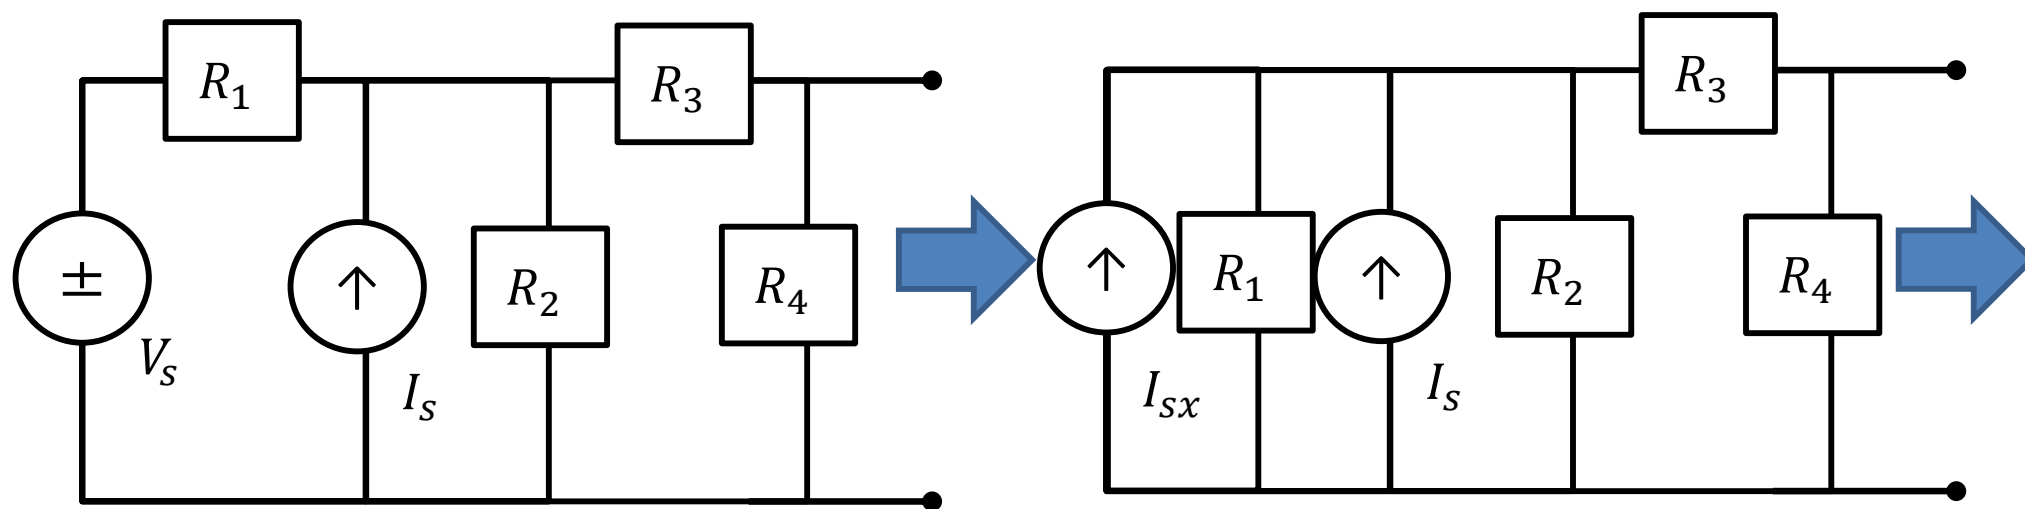 R₁
R₃
±
Vₛ
↑
Iₛ
R₂
R₄
R₃
↑
Iₛₓ
R₁
↑
Iₛ
R₂
R₄